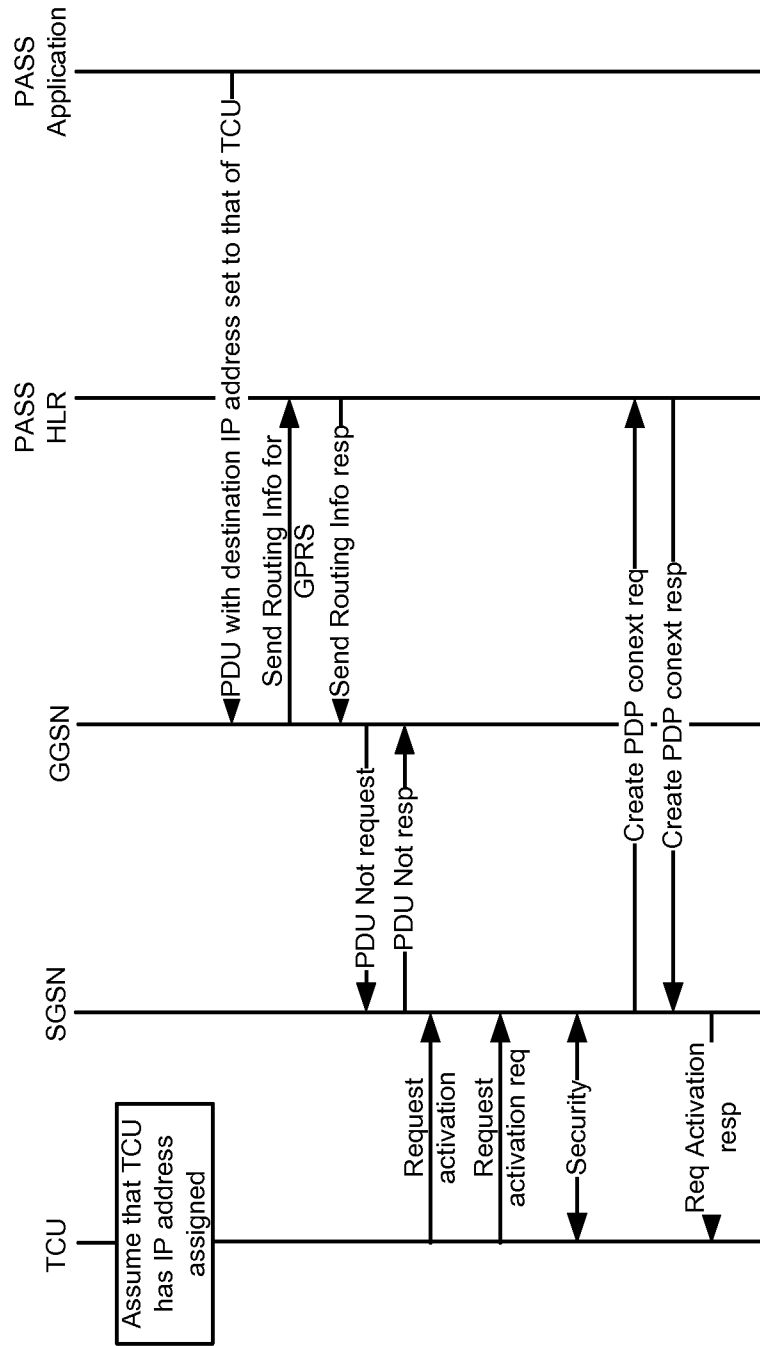 TCU
SGSN
GGSN
PASS
HLR
PASS
Application
Assume that TCU
has IP address
assigned
PDU with destination IP address set to that of TCU
Send Routing Info for
GPRS
Send Routing Info resp
PDU Not request
PDU Not resp
Request
activation
Request
activation req
Security
Create PDP conext req
Create PDP conext resp
Req Activation
resp